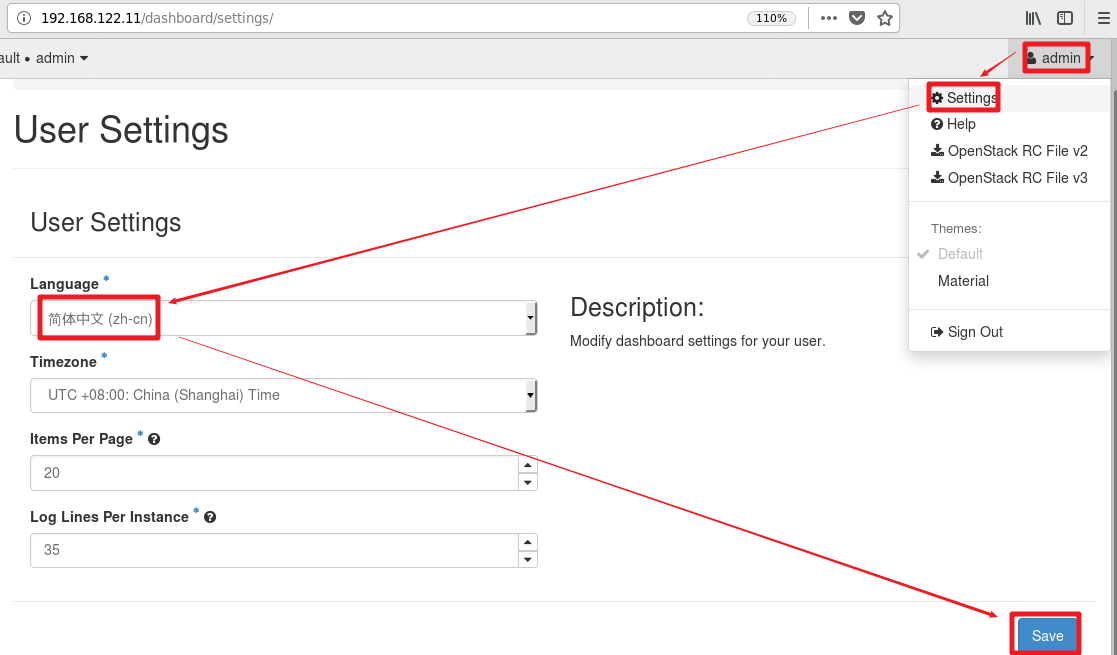 192.168.122.11/dashboard/settings/
110%
ault • admin
admin
Settings
Help
OpenStack RC File v2
OpenStack RC File v3
Themes:
Default
Material
Sign Out
User Settings
User Settings
Language *
简体中文 (zh-cn)
Timezone *
UTC +08:00: China (Shanghai) Time
Items Per Page *
20
Log Lines Per Instance *
35
Description:
Modify dashboard settings for your user.
Save